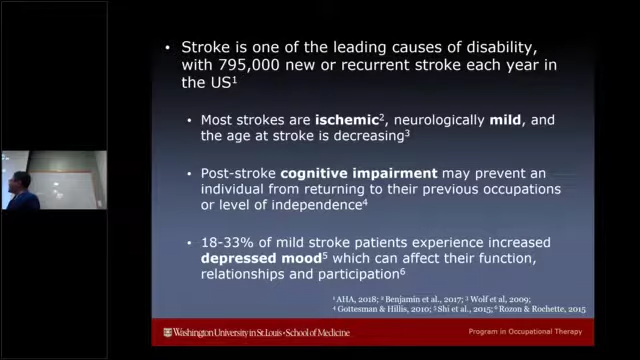 • Stroke is one of the leading causes of disability,
with 795,000 new or recurrent stroke each year in
the US¹
• Most strokes are ischemic², neurologically mild, and
the age at stroke is decreasing³
• Post-stroke cognitive impairment may prevent an
individual from returning to their previous occupations
or level of independence⁴
• 18-33% of mild stroke patients experience increased
depressed mood⁵ which can affect their function,
relationships and participation⁶
¹ AHA, 2018; ² Benjamin et al., 2017; ³ Wolf et al, 2009;
⁴ Gottesman & Hillis, 2010; ⁵ Shi et al., 2015; ⁶ Rozon & Rochette, 2015
Washington University in St. Louis • School of Medicine
Program in Occupational Therapy